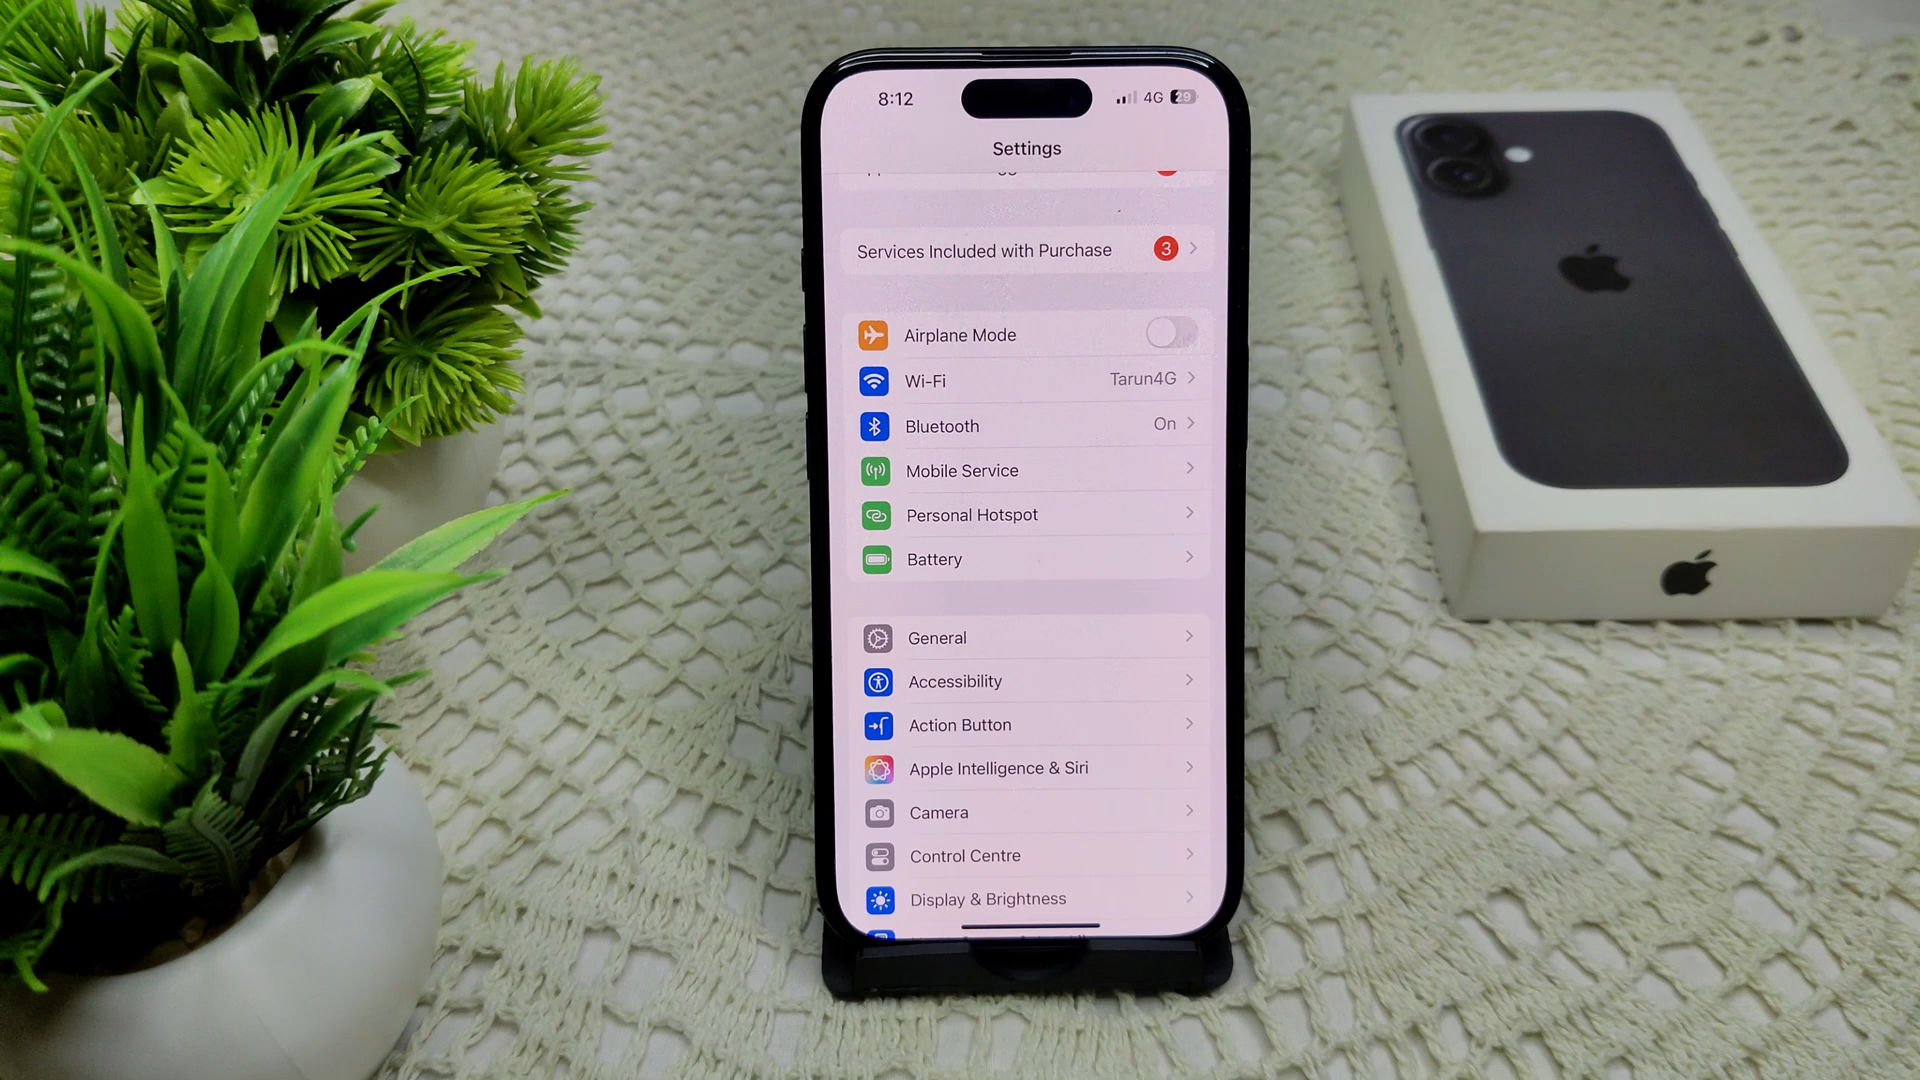 8:12 4G 29
Settings
Services Included with Purchase 3
Airplane Mode
Wi-Fi Tarun4G
Bluetooth On
Mobile Service
Personal Hotspot
Battery
General
Accessibility
Action Button
Apple Intelligence & Siri
Camera
Control Centre
Display & Brightness